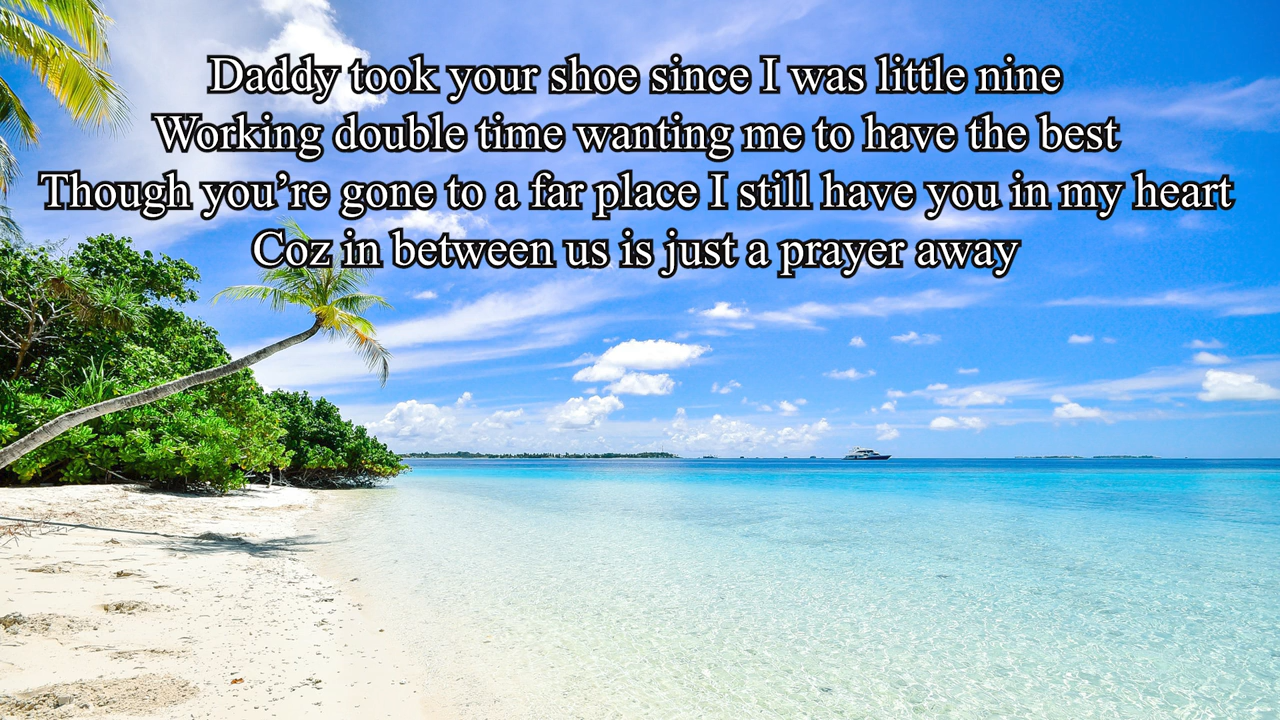 Daddy took your shoe since I was little nine
Working double time wanting me to have the best
Though you’re gone to a far place I still have you in my heart
Coz in between us is just a prayer away